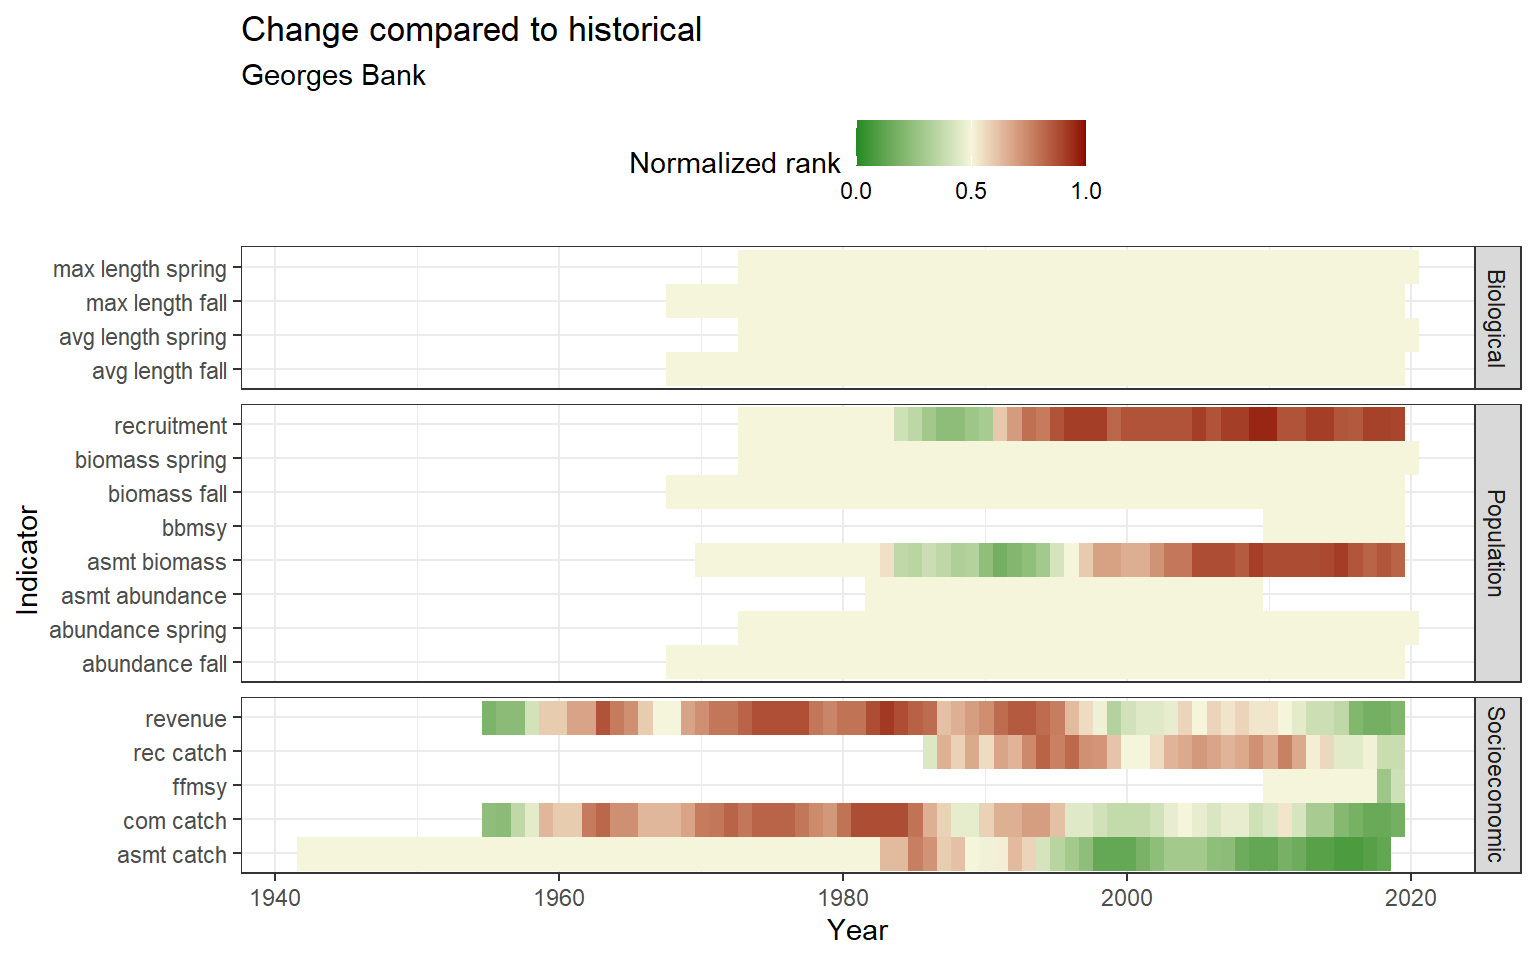 Change compared to historical
Georges Bank
Normalized rank
0.0 0.5 1.0
Indicator
max length spring
max length fall
avg length spring
avg length fall
Biological
recruitment
biomass spring
biomass fall
bbmsy
asmt biomass
asmt abundance
abundance spring
abundance fall
Population
revenue
rec catch
ffmsy
com catch
asmt catch
Socioeconomic
1940 1960 1980 2000 2020
Year